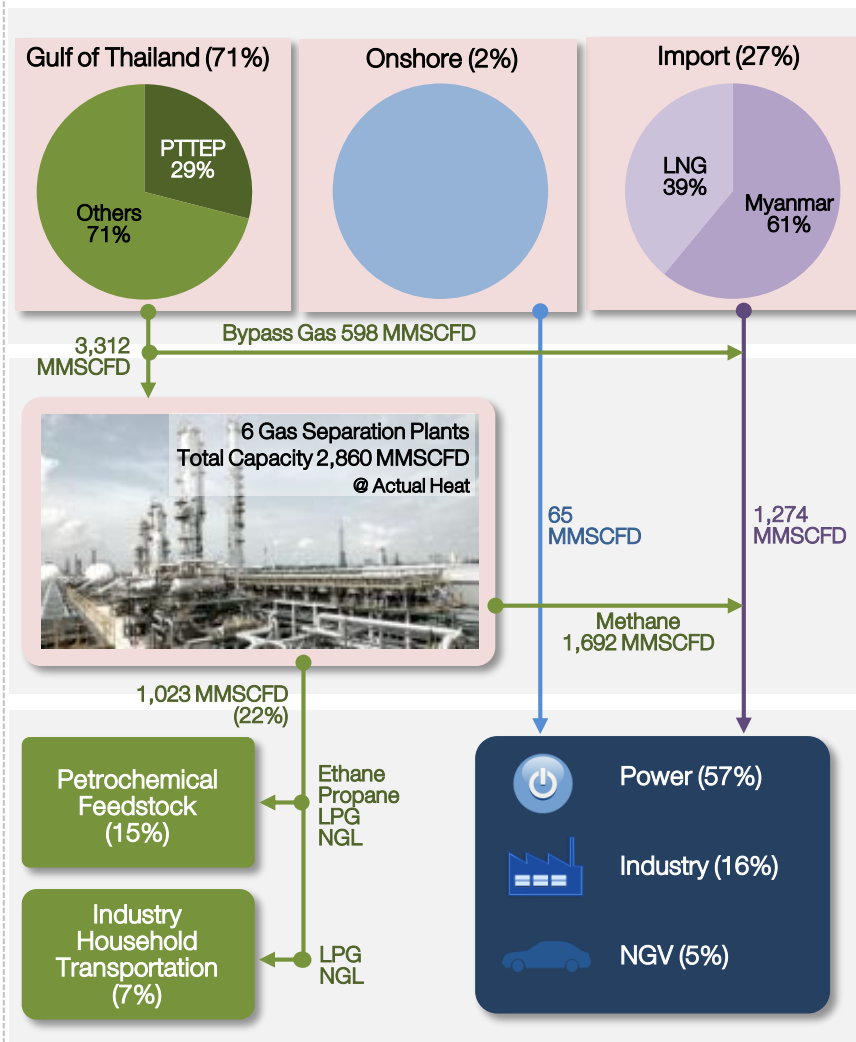 Gulf of Thailand (71%)
Onshore (2%)
Import (27%)
PTTEP
29%
Others
71%
LNG
39%
Myanmar
61%
3,312
MMSCFD
Bypass Gas 598 MMSCFD
6 Gas Separation Plants
Total Capacity 2,860 MMSCFD
@ Actual Heat
65
MMSCFD
1,274
MMSCFD
Methane
1,692 MMSCFD
1,023 MMSCFD
(22%)
Petrochemical
Feedstock
(15%)
Ethane
Propane
LPG
NGL
Industry
Household
Transportation
(7%)
LPG
NGL
Power (57%)
Industry (16%)
NGV (5%)